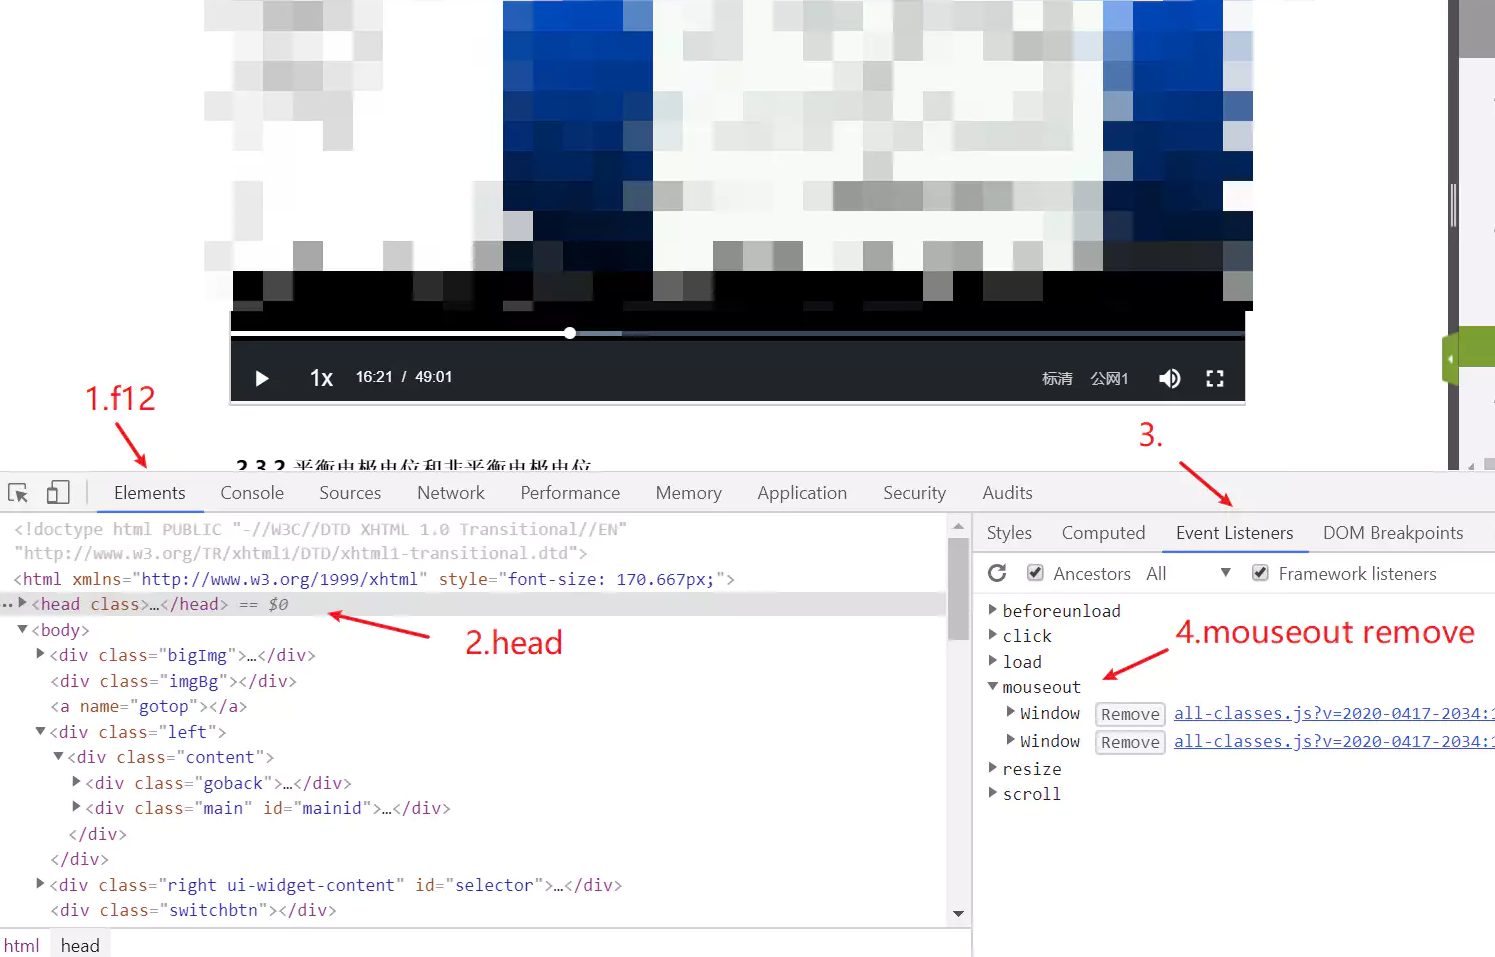 1x 16:21 / 49:01 标清 公网1
1.f12
3.
2.3.2 平衡电极电位和非平衡电极电位
Elements Console Sources Network Performance Memory Application Security Audits
<!doctype html PUBLIC "-//W3C//DTD XHTML 1.0 Transitional//EN"
"http://www.w3.org/TR/xhtml1/DTD/xhtml1-transitional.dtd">
<html xmlns="http://www.w3.org/1999/xhtml" style="font-size: 170.667px;">
<head class>…</head> == $0
2.head
<body>
<div class="bigImg">…</div>
<div class="imgBg"></div>
<a name="gotop"></a>
<div class="left">
<div class="content">
<div class="goback">…</div>
<div class="main" id="mainid">…</div>
</div>
</div>
<div class="right ui-widget-content" id="selector">…</div>
<div class="switchbtn"></div>
html head
Styles Computed Event Listeners DOM Breakpoints
Ancestors All Framework listeners
beforeunload
click
4.mouseout remove
load
mouseout
Window Remove all-classes.js?v=2020-0417-2034:1
Window Remove all-classes.js?v=2020-0417-2034:1
resize
scroll